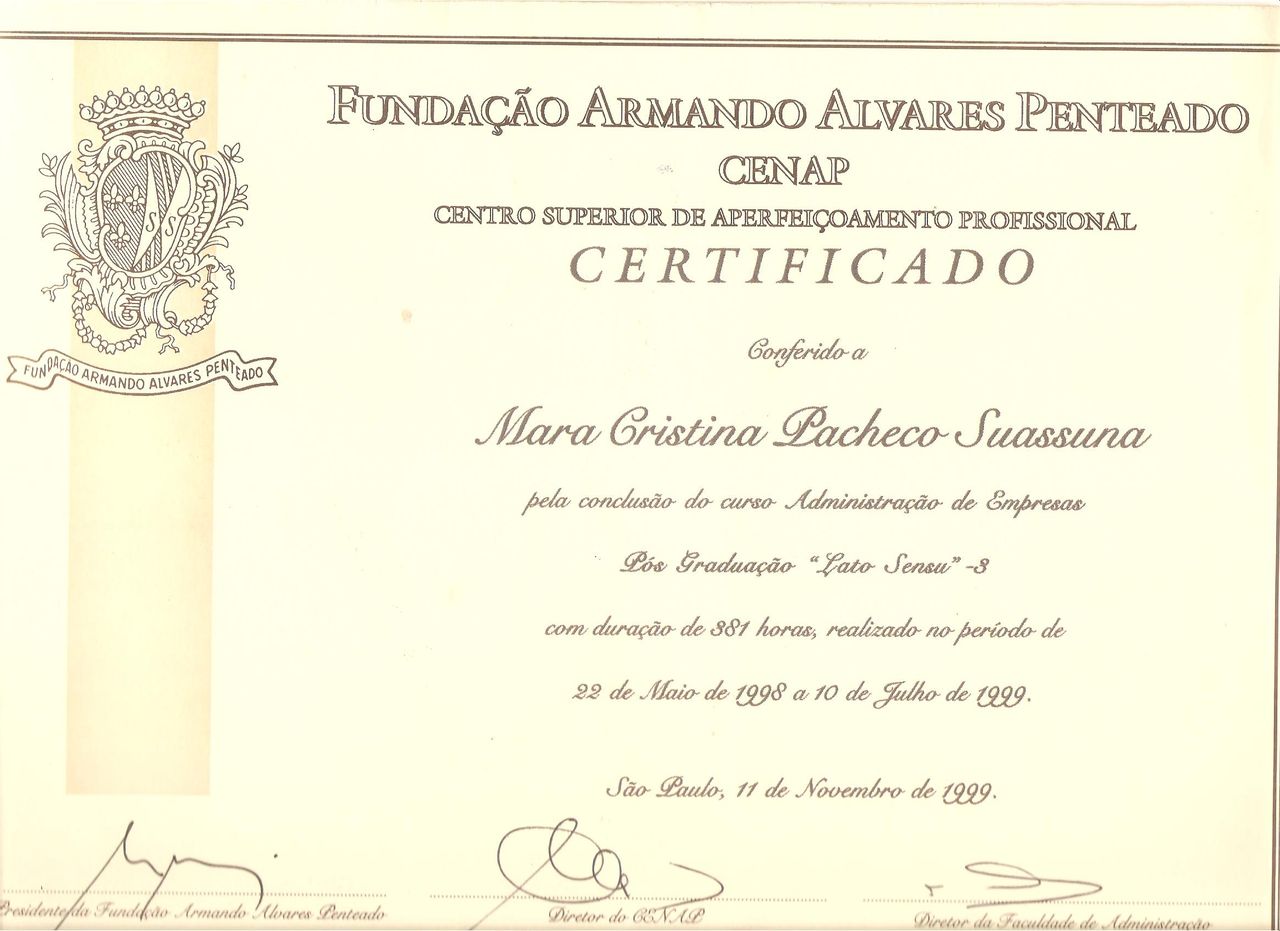 FUNDAÇÃO ARMANDO ALVARES PENTEADO
CENAP
CENTRO SUPERIOR DE APERFEIÇOAMENTO PROFISSIONAL
CERTIFICADO
S S
FUNDAÇÃO ARMANDO ALVARES PENTEADO
Conferido a
Mara Cristina Pacheco Suassuna
pela conclusão do curso Administração de Empresas
Pós Graduação "Lato Sensu" -3
com duração de 381 horas, realizado no período de
22 de Maio de 1998 a 10 de Julho de 1999.
São Paulo, 11 de Novembro de 1999.
Presidente da Fundação Armando Alvares Penteado
Diretor do CENAP
Diretor da Faculdade de Administração